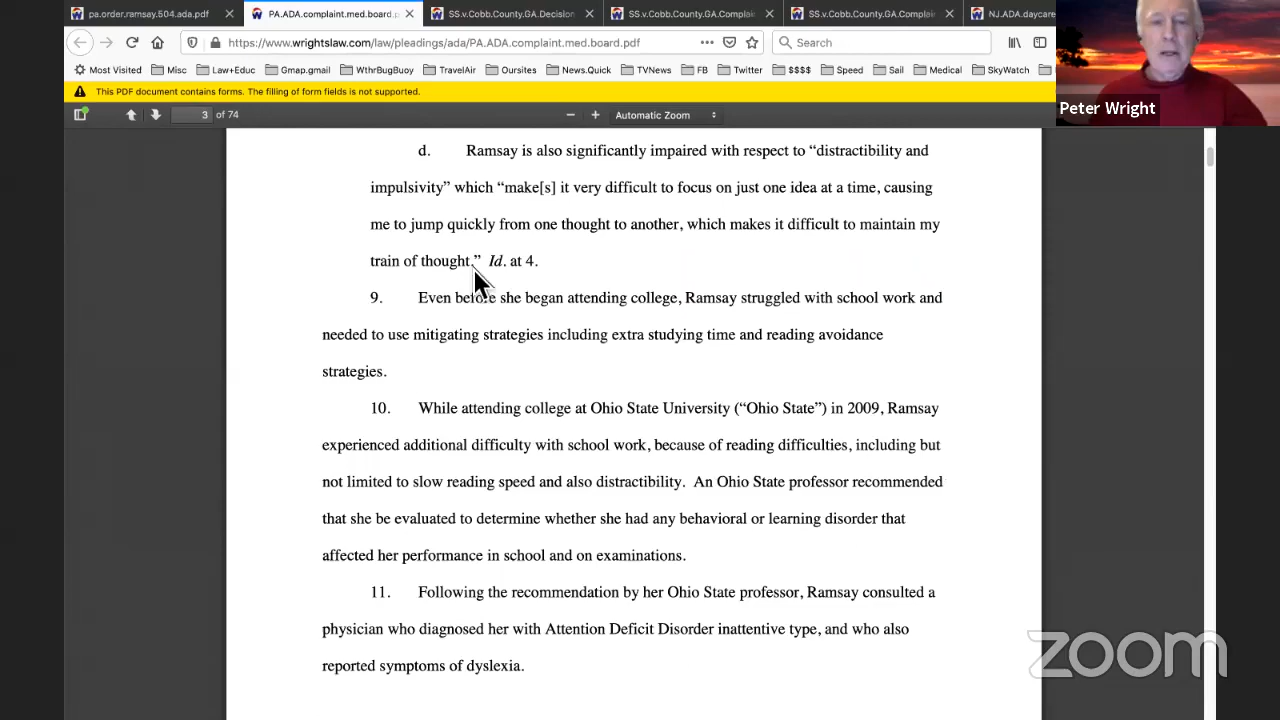 pa.order.ramsay.504.ada.pdf
PA.ADA.complaint.med.board.p
SS.v.Cobb.County.GA.Decision
SS.v.Cobb.County.GA.Complain
SS.v.Cobb.County.GA.Complain
NJ.ADA.daycare
https://www.wrightslaw.com/law/pleadings/ada/PA.ADA.complaint.med.board.pdf
Search
Most Visited Misc Law+Educ Gmap.gmail WthrBugBuoy TravelAir Oursites News.Quick TVNews FB Twitter $$$$ Speed Sail Medical SkyWatch
This PDF document contains forms. The filling of form fields is not supported.
3 of 74
Automatic Zoom
Peter Wright
d. Ramsay is also significantly impaired with respect to “distractibility and
impulsivity” which “make[s] it very difficult to focus on just one idea at a time, causing
me to jump quickly from one thought to another, which makes it difficult to maintain my
train of thought.” Id. at 4.
9. Even before she began attending college, Ramsay struggled with school work and
needed to use mitigating strategies including extra studying time and reading avoidance
strategies.
10. While attending college at Ohio State University (“Ohio State”) in 2009, Ramsay
experienced additional difficulty with school work, because of reading difficulties, including but
not limited to slow reading speed and also distractibility. An Ohio State professor recommended
that she be evaluated to determine whether she had any behavioral or learning disorder that
affected her performance in school and on examinations.
11. Following the recommendation by her Ohio State professor, Ramsay consulted a
physician who diagnosed her with Attention Deficit Disorder inattentive type, and who also
reported symptoms of dyslexia.
zoom